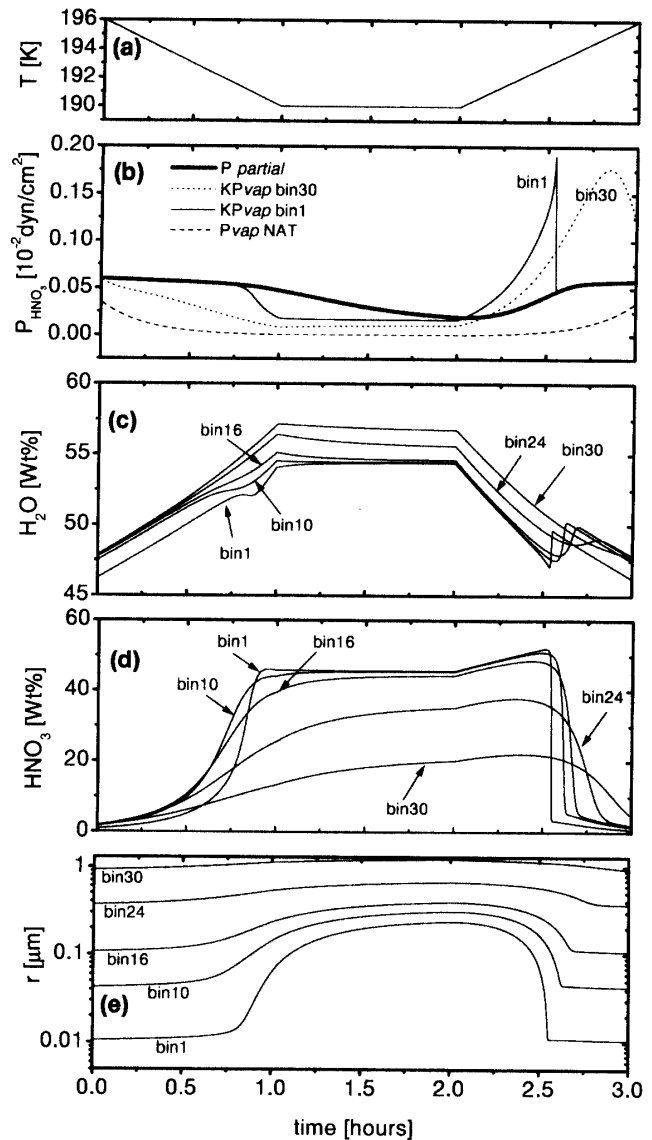 196
194
192
190
T [K]
(a)
0.20
0.15
0.10
0.05
0.00
P HNO₃ [10⁻² dyn/cm²]
(b)
P partial
KPvap bin30
KPvap bin1
Pvap NAT
bin1
bin30
60
55
50
45
H₂O [Wt%]
(c)
bin16
bin10
bin1
bin24
bin30
60
40
20
0
HNO₃ [Wt%]
(d)
bin1
bin16
bin10
bin24
bin30
1
0.1
0.01
r [μm]
bin30
bin24
bin16
bin10
(e)
bin1
0.0 0.5 1.0 1.5 2.0 2.5 3.0
time [hours]